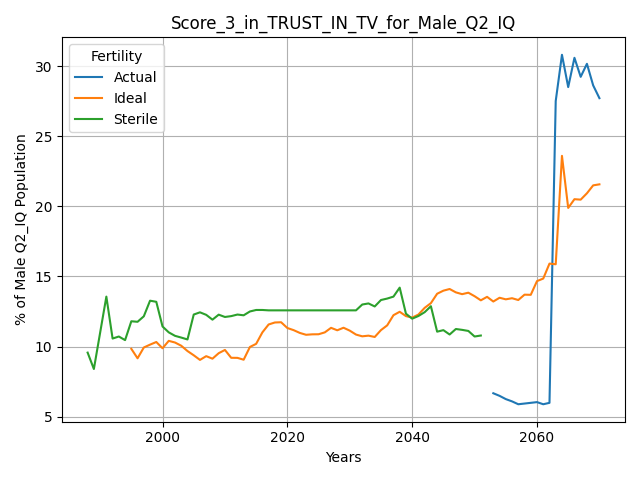 Score_3_in_TRUST_IN_TV_for_Male_Q2_IQ
Fertility
Actual
Ideal
Sterile
% of Male Q2_IQ Population
30
25
20
15
10
5
2000
2020
2040
2060
Years